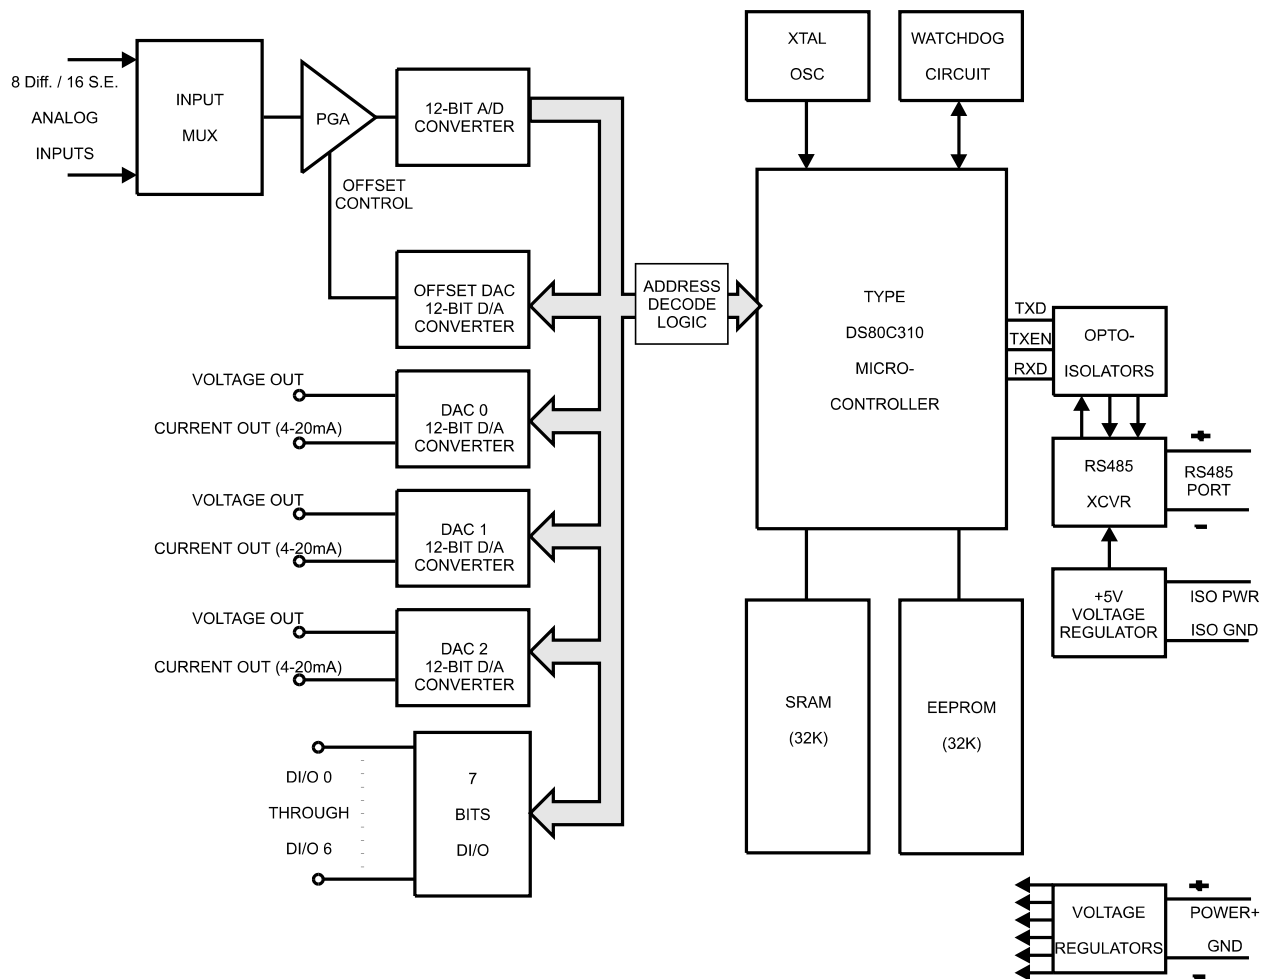 8 Diff. / 16 S.E.
ANALOG
INPUTS
INPUT
MUX
PGA
12-BIT A/D
CONVERTER
OFFSET
CONTROL
OFFSET DAC
12-BIT D/A
CONVERTER
VOLTAGE OUT
CURRENT OUT (4-20mA)
DAC 0
12-BIT D/A
CONVERTER
VOLTAGE OUT
CURRENT OUT (4-20mA)
DAC 1
12-BIT D/A
CONVERTER
VOLTAGE OUT
CURRENT OUT (4-20mA)
DAC 2
12-BIT D/A
CONVERTER
DI/O 0
THROUGH
DI/O 6
7
BITS
DI/O
ADDRESS
DECODE
LOGIC
XTAL
OSC
WATCHDOG
CIRCUIT
TYPE
DS80C310
MICRO-
CONTROLLER
TXD
TXEN
RXD
OPTO-
ISOLATORS
RS485
XCVR
+
RS485
PORT
-
+5V
VOLTAGE
REGULATOR
ISO PWR
ISO GND
SRAM
(32K)
EEPROM
(32K)
VOLTAGE
REGULATORS
+
POWER+
GND
-